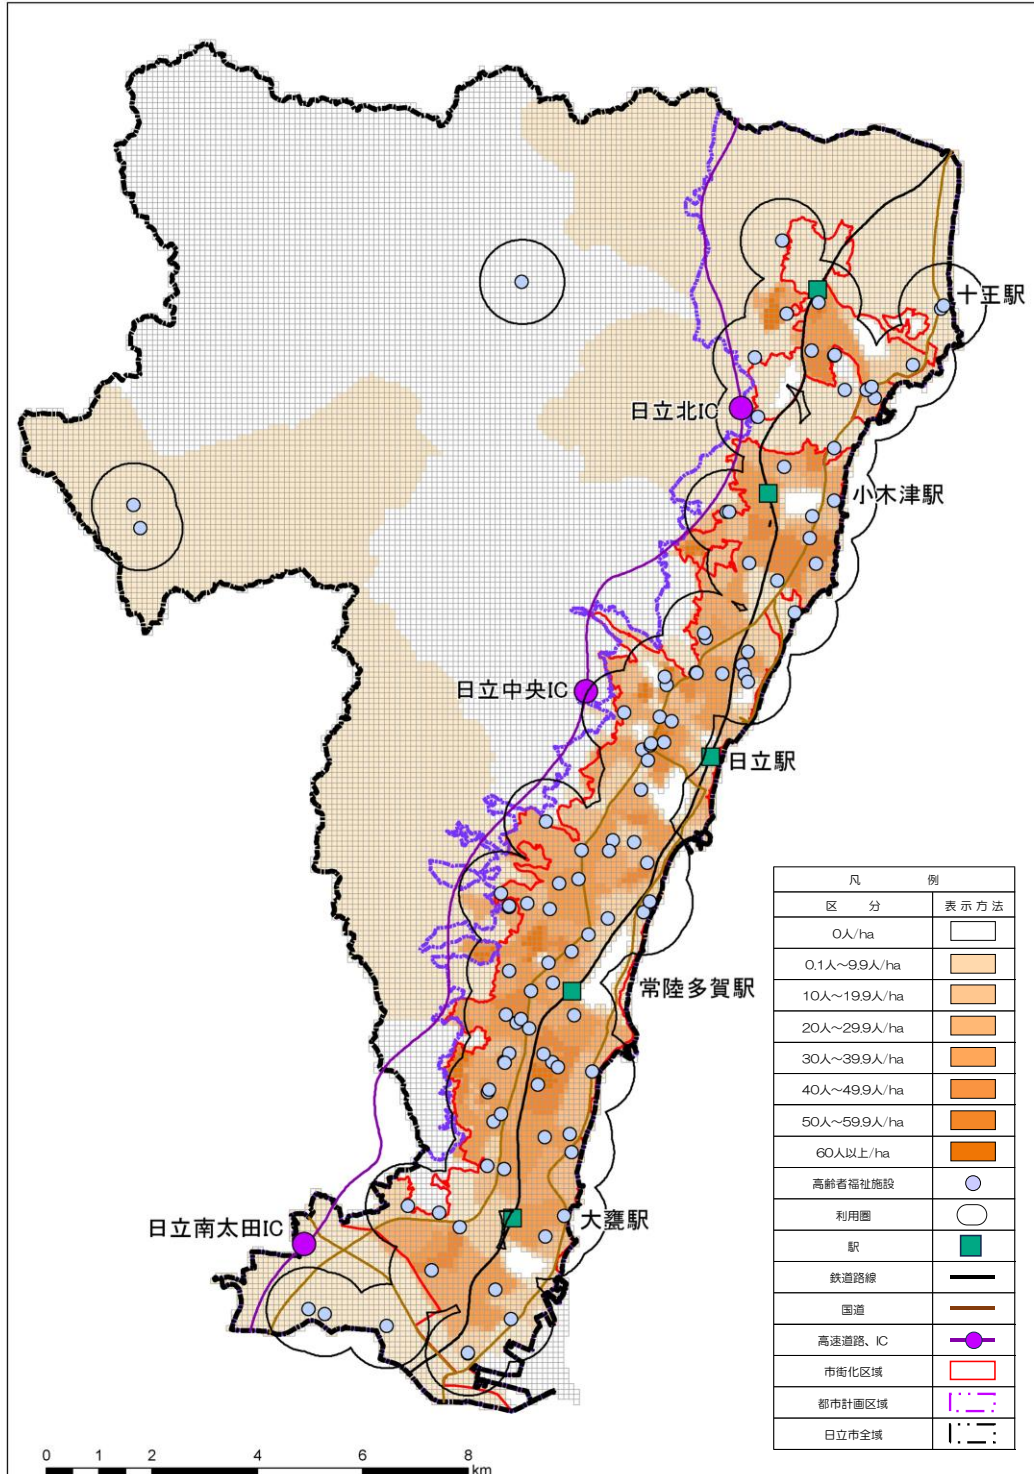 十王駅
日立北IC
小木津駅
日立中央IC
日立駅
常陸多賀駅
日立南太田IC
大甕駅
凡 例
区 分 表示方法
0人/ha
0.1人~9.9人/ha
10人~19.9人/ha
20人~29.9人/ha
30人~39.9人/ha
40人~49.9人/ha
50人~59.9人/ha
60人以上/ha
高齢者福祉施設
利用圏
駅
鉄道路線
国道
高速道路、IC
市街化区域
都市計画区域
日立市全域
0 1 2 4 6 8
km